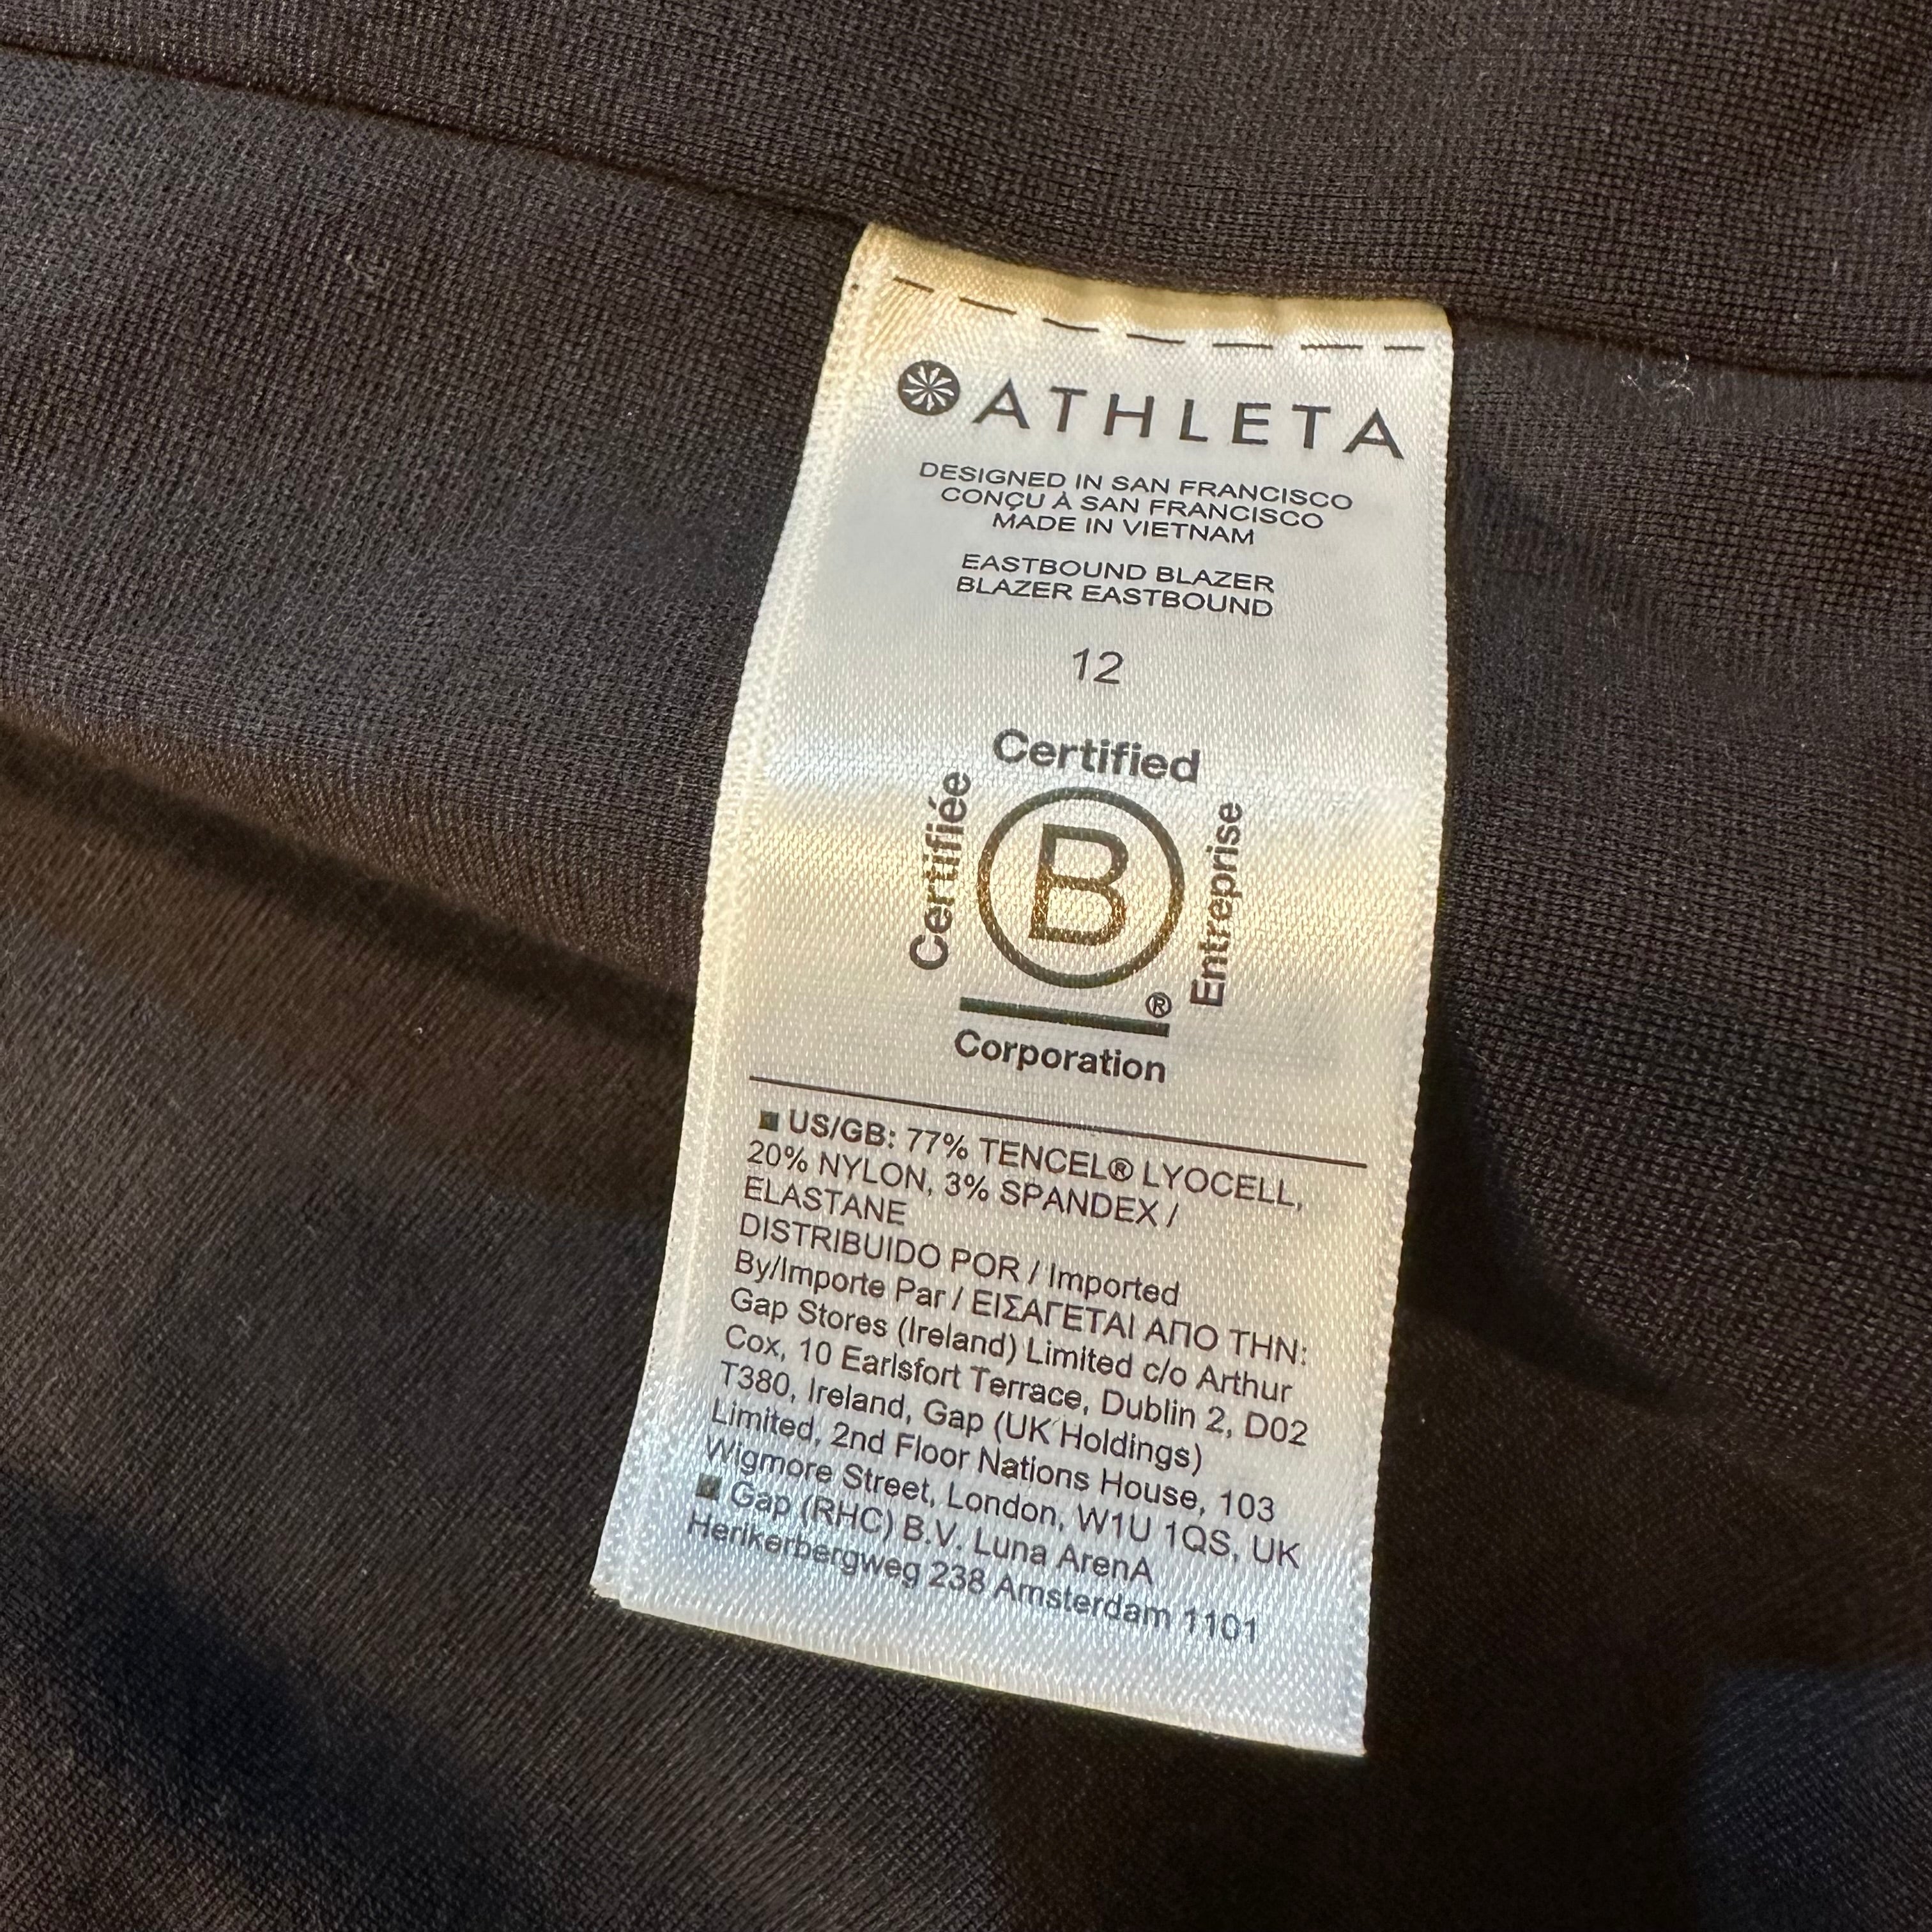 ATHLETA
DESIGNED IN SAN FRANCISCO
CONÇU À SAN FRANCISCO
MADE IN VIETNAM
EASTBOUND BLAZER
BLAZER EASTBOUND
12
Certified
Certifiée
B
Entreprise
®
Corporation
US/GB: 77% TENCEL® LYOCELL,
20% NYLON, 3% SPANDEX /
ELASTANE
DISTRIBUIDO POR / Imported
By/Importe Par / ΕΙΣΑΓΕΤΑΙ ΑΠΟ ΤΗΝ:
Gap Stores (Ireland) Limited c/o Arthur
Cox, 10 Earlsfort Terrace, Dublin 2, D02
T380, Ireland, Gap (UK Holdings)
Limited, 2nd Floor Nations House, 103
Wigmore Street, London, W1U 1QS, UK
Gap (RHC) B.V. Luna ArenA
Herikerbergweg 238 Amsterdam 1101